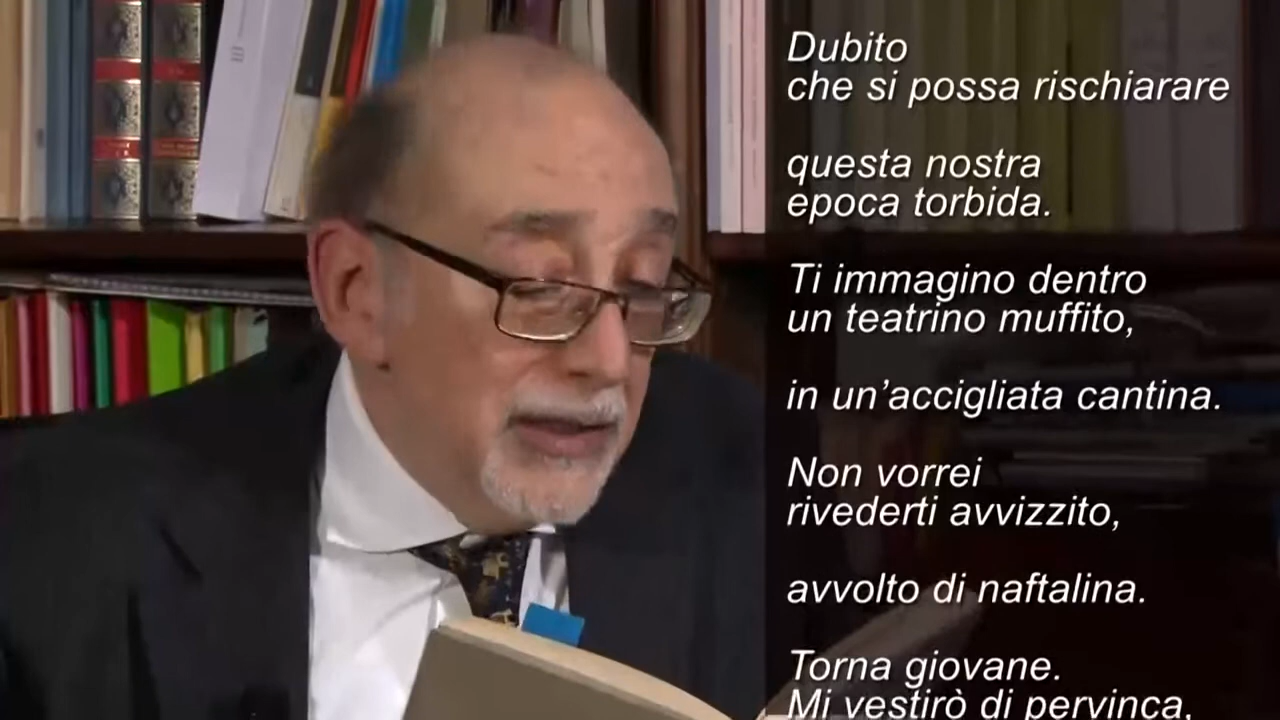 Dubito
che si possa rischiarare
questa nostra
epoca torbida.
Ti immagino dentro
un teatrino muffito,
in un’accigliata cantina.
Non vorrei
rivederti avvizzito,
avvolto di naftalina.
Torna giovane.
Mi vestirò di pervinca.